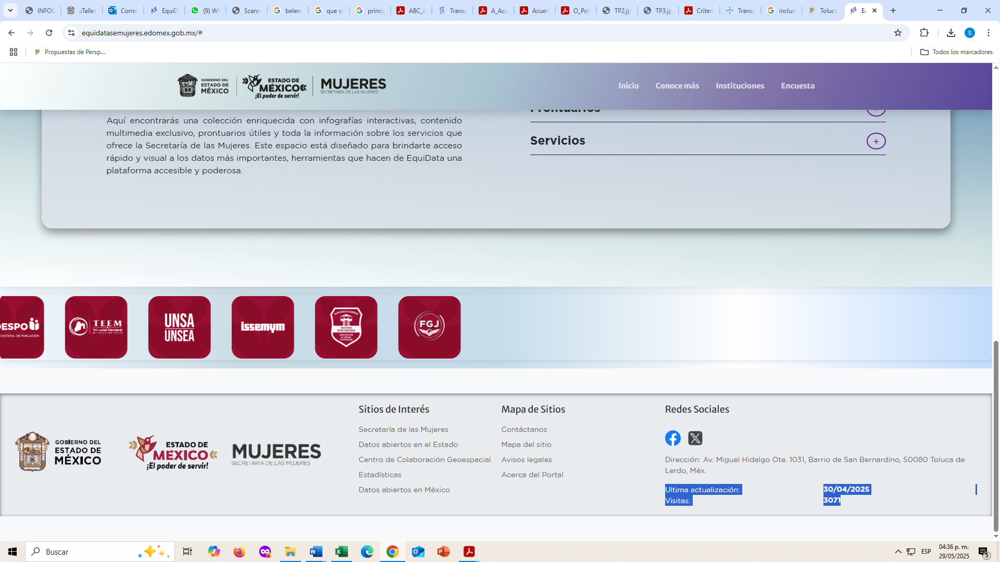 INFOG
.:Taller
Correo
EquiD
(9) W
Scann
belem
que so
princi
ABC_c
Transp
A_Acu
Acuer
O_Poli
TP2.jp
TP3.jp
Criteri
Transp
inclus
Toluca
equidatasemujeres.edomex.gob.mx/#
S
Propuestas de Persp...
Todos los marcadores
GOBIERNO DEL
ESTADO DE
MÉXICO
ESTADO DE
MÉXICO
¡El poder de servir!
MUJERES
SECRETARÍA DE LAS MUJERES
Inicio
Conoce más
Instituciones
Encuesta
Aquí encontrarás una colección enriquecida con infografías interactivas, contenido
multimedia exclusivo, prontuarios útiles y toda la información sobre los servicios que
ofrece la Secretaría de las Mujeres. Este espacio está diseñado para brindarte acceso
rápido y visual a los datos más importantes, herramientas que hacen de EquiData una
plataforma accesible y poderosa.
Prontuarios
Servicios
ESPO
O ESTATAL DE POBLACIÓN
TEEM
Tribunal Electoral
del Estado de México
UNSA
UNSEA
issemym
CUSTODIA
PENITENCIARIA
FGJ
GOBIERNO DEL
ESTADO DE
MÉXICO
ESTADO DE
MÉXICO
¡El poder de servir!
MUJERES
SECRETARÍA DE LAS MUJERES
Sitios de Interés
Secretaría de las Mujeres
Datos abiertos en el Estado
Centro de Colaboración Geoespacial
Estadísticas
Datos abiertos en México
Mapa de Sitios
Contáctanos
Mapa del sitio
Avisos legales
Acerca del Portal
Redes Sociales
Dirección: Av. Miguel Hidalgo Ote. 1031, Barrio de San Bernardino, 50080 Toluca de
Lerdo, Méx.
Ultima actualización: 30/04/2025
Visitas: 3071
Buscar
ESP
04:36 p. m.
29/05/2025
5